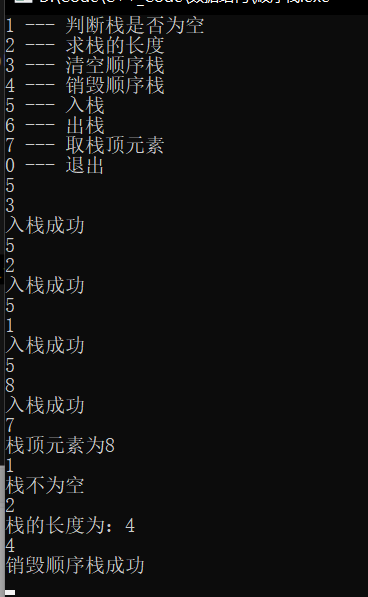 1 --- 判断栈是否为空
2 --- 求栈的长度
3 --- 清空顺序栈
4 --- 销毁顺序栈
5 --- 入栈
6 --- 出栈
7 --- 取栈顶元素
0 --- 退出
5
3
入栈成功
5
2
入栈成功
5
1
入栈成功
5
8
入栈成功
7
栈顶元素为8
1
栈不为空
2
栈的长度为：4
4
销毁顺序栈成功